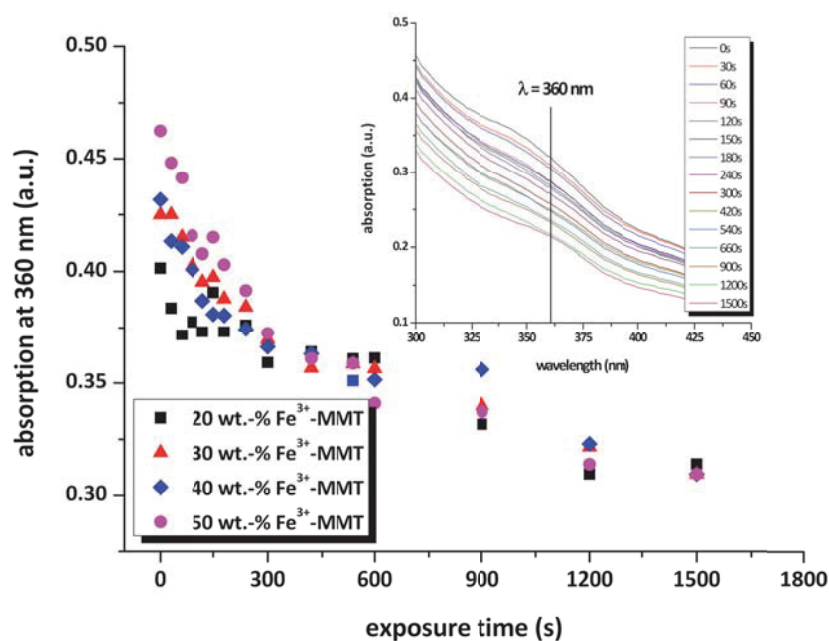 0.50
0.45
0.40
0.35
0.30
absorption at 360 nm (a.u.)
0
300
600
900
1200
1500
1800
exposure time (s)
20 wt.-% Fe³⁺-MMT
30 wt.-% Fe³⁺-MMT
40 wt.-% Fe³⁺-MMT
50 wt.-% Fe³⁺-MMT
0.5
0.4
0.3
0.2
0.1
absorption (a.u.)
λ = 360 nm
300
325
350
375
400
425
450
wavelength (nm)
0s
30s
60s
90s
120s
150s
180s
240s
300s
420s
540s
660s
900s
1200s
1500s